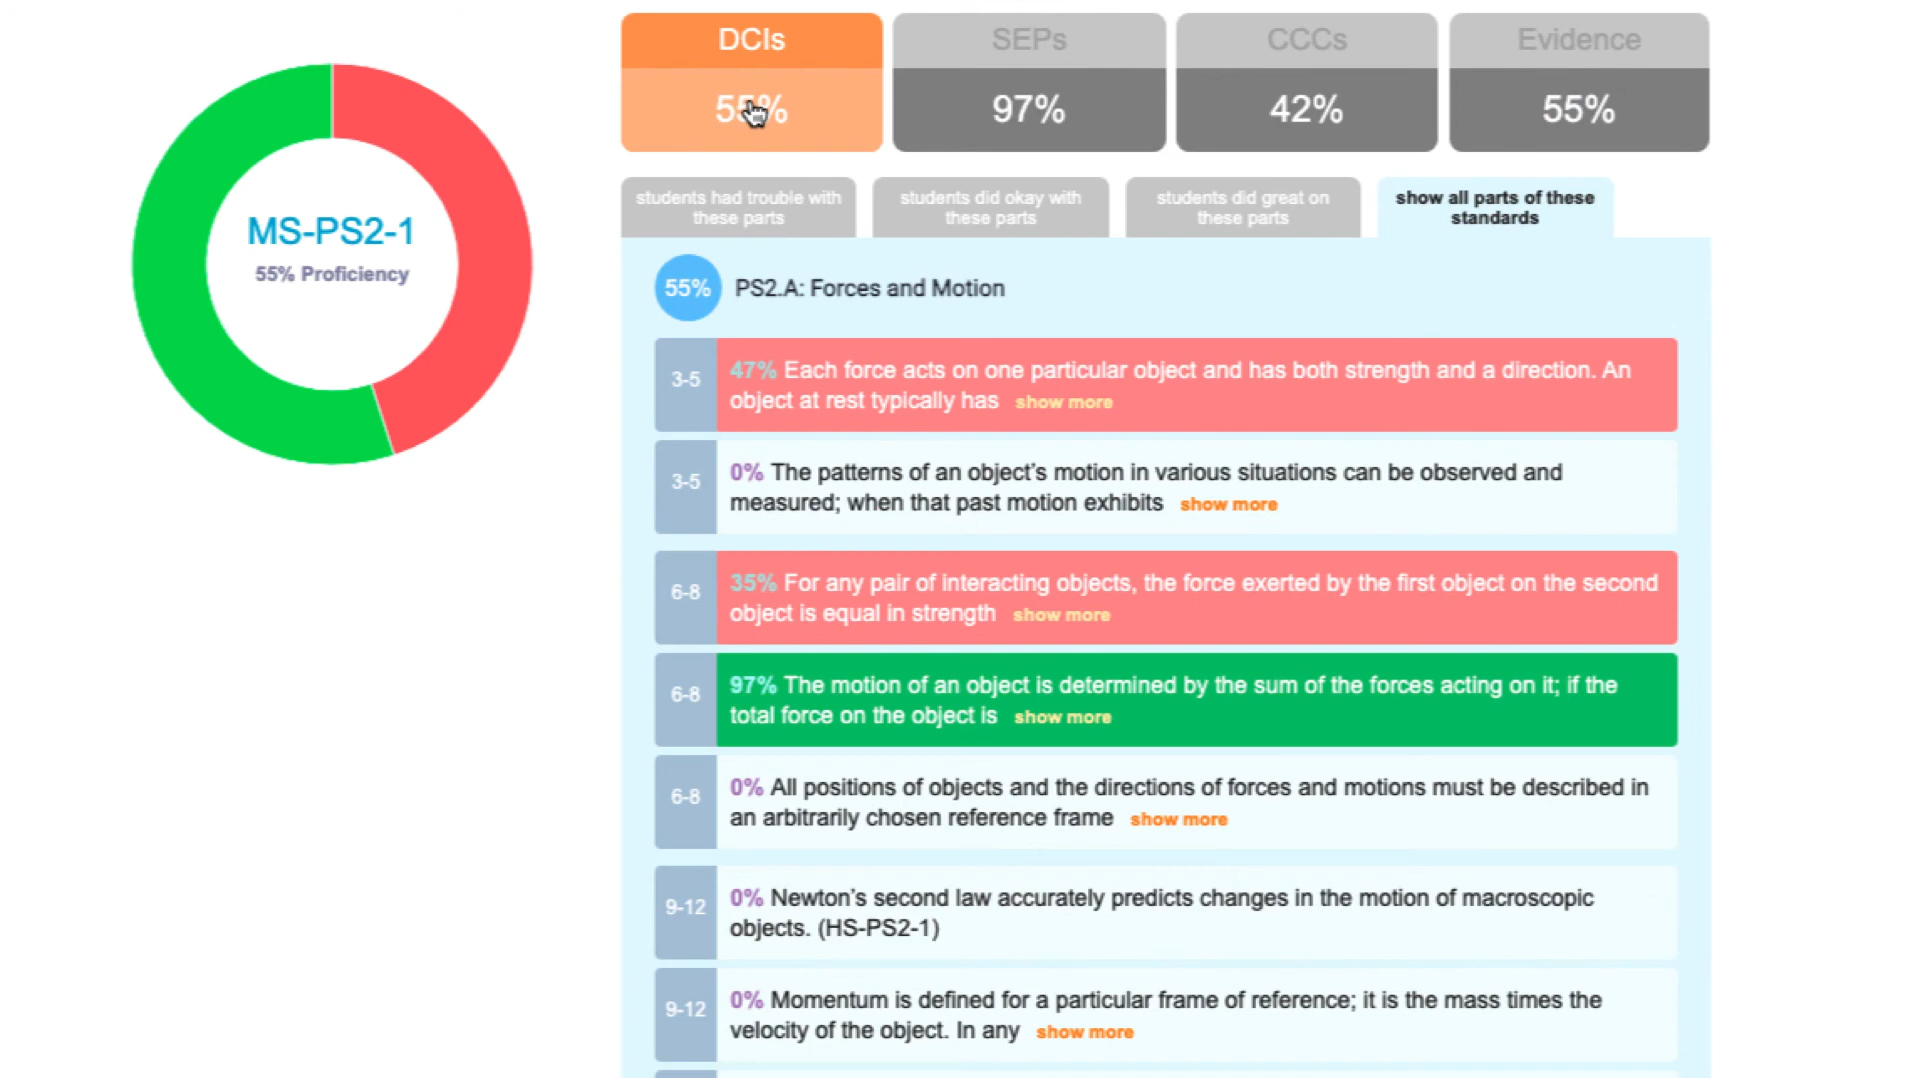 DCIs
SEPs
CCCs
Evidence
55%
97%
42%
55%
students had trouble with
these parts
students did okay with
these parts
students did great on
these parts
show all parts of these
standards
MS-PS2-1
55% Proficiency
55% PS2.A: Forces and Motion
3-5
47% Each force acts on one particular object and has both strength and a direction. An
object at rest typically has show more
3-5
0% The patterns of an object’s motion in various situations can be observed and
measured; when that past motion exhibits show more
6-8
35% For any pair of interacting objects, the force exerted by the first object on the second
object is equal in strength show more
6-8
97% The motion of an object is determined by the sum of the forces acting on it; if the
total force on the object is show more
6-8
0% All positions of objects and the directions of forces and motions must be described in
an arbitrarily chosen reference frame show more
9-12
0% Newton’s second law accurately predicts changes in the motion of macroscopic
objects. (HS-PS2-1)
9-12
0% Momentum is defined for a particular frame of reference; it is the mass times the
velocity of the object. In any show more